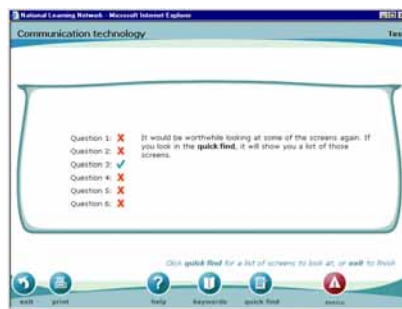 National Learning Network - Microsoft Internet Explorer
Communication technology
Tes
Question 1: X
Question 2: X
Question 3: ✓
Question 4: X
Question 5: X
Question 6: X
It would be worthwhile looking at some of the screens again. If
you look in the quick find, it will show you a list of those
screens.
Click quick find for a list of screens to look at, or exit to finish
exit
print
help
keywords
quick find
menu